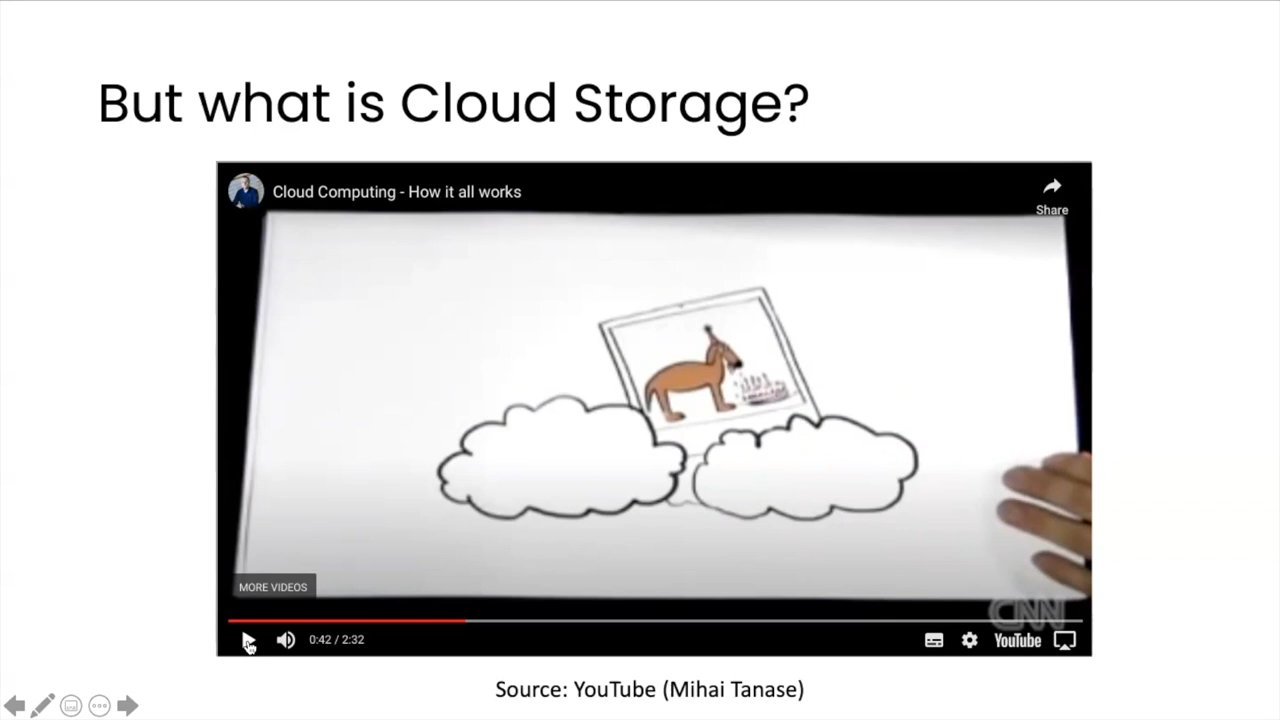 But what is Cloud Storage?
Cloud Computing - How it all works
Share
MORE VIDEOS
CNN
0:42 / 2:32
YouTube
Source: YouTube (Mihai Tanase)